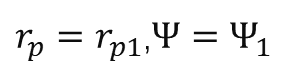 r_p = r_{p1}, Ψ = Ψ_1